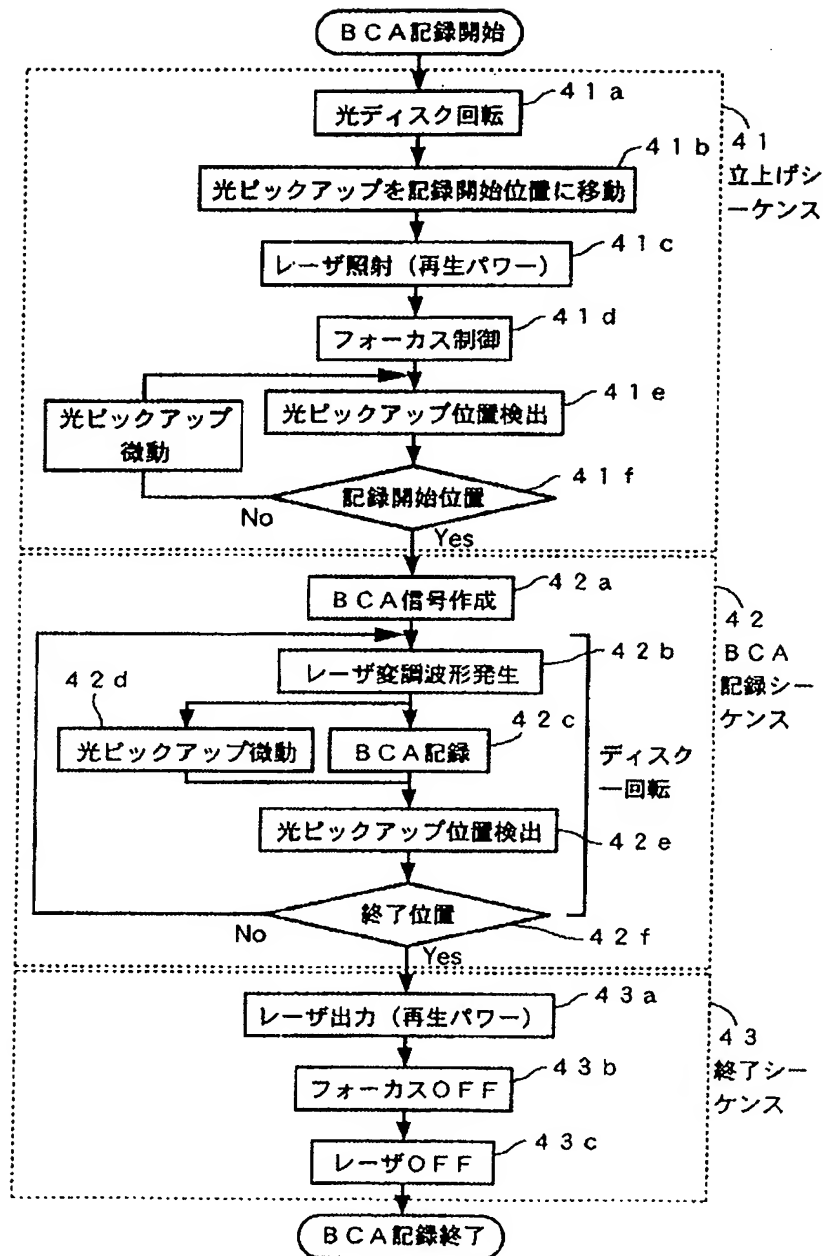 BCA記録開始
41a
光ディスク回転
41
立上げシ
ーケンス
41b
光ピックアップを記録開始位置に移動
41c
レーザ照射(再生パワー)
41d
フォーカス制御
41e
光ピックアップ位置検出
光ピックアップ
微動
41f
記録開始位置
No
Yes
42a
BCA信号作成
42
BCA
記録シー
ケンス
42b
レーザ変調波形発生
42d
42c
光ピックアップ微動
BCA記録
ディスク
一回転
光ピックアップ位置検出
42e
終了位置
No
42f
Yes
43a
レーザ出力(再生パワー)
43
終了シー
ケンス
43b
フォーカスOFF
43c
レーザOFF
BCA記録終了